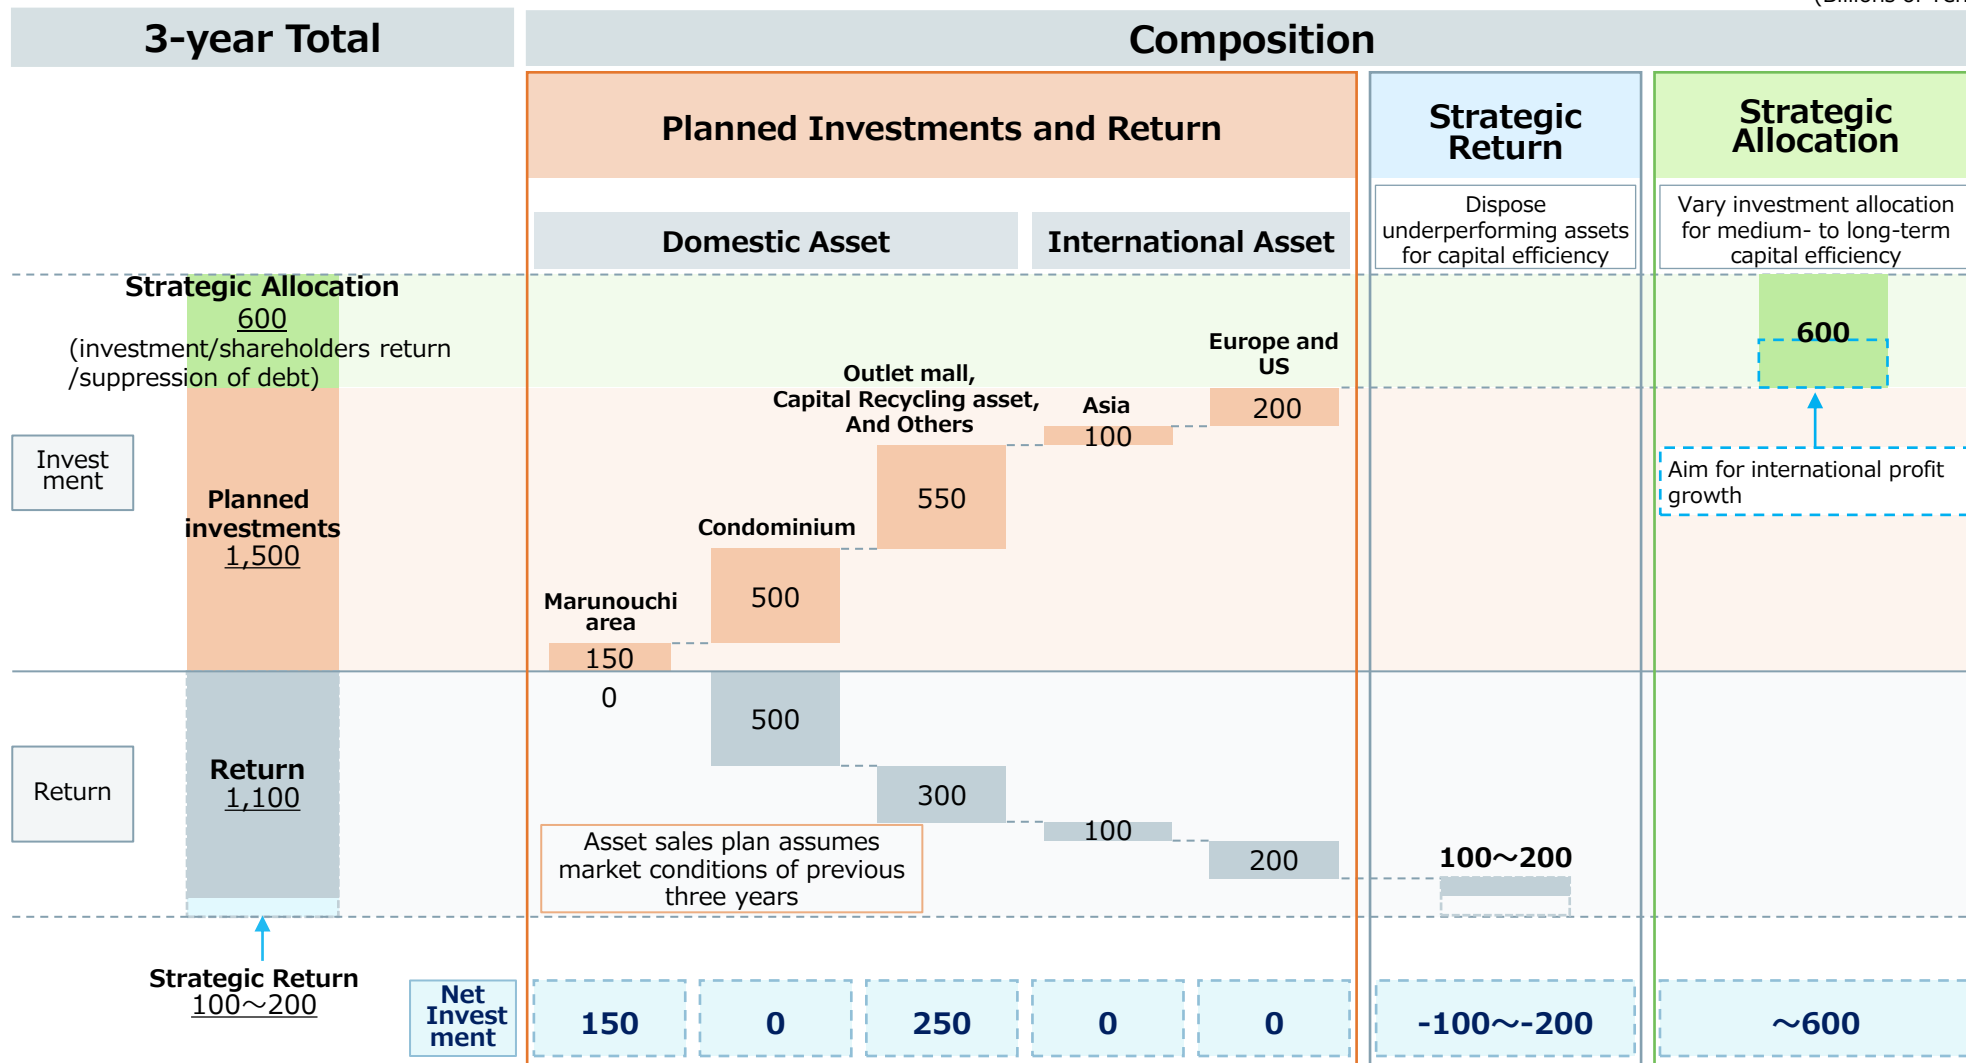 3-year Total
Composition
Planned Investments and Return
Strategic
Return
Strategic
Allocation
Dispose
underperforming assets
for capital efficiency
Vary investment allocation
for medium- to long-term
capital efficiency
Domestic Asset
International Asset
Strategic Allocation
600
(investment/shareholders return
/suppression of debt)
Invest
ment
Planned
investments
1,500
Marunouchi
area
150
Condominium
500
Outlet mall,
Capital Recycling asset,
And Others
550
Asia
100
Europe and
US
200
600
Aim for international profit
growth
Return
Return
1,100
0
500
300
100
200
100～200
Asset sales plan assumes
market conditions of previous
three years
Strategic Return
100～200
Net
Invest
ment
150
0
250
0
0
-100～-200
～600